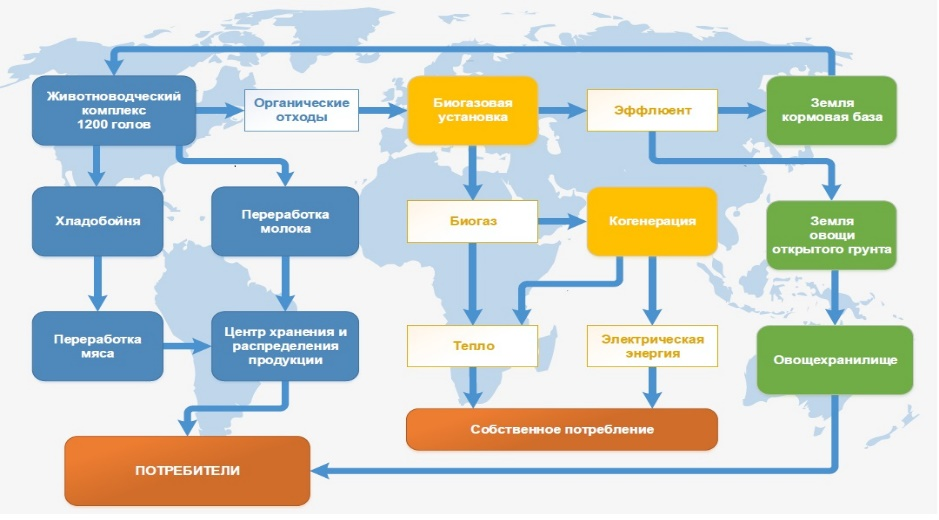 Животноводческий
комплекс
1200 голов
Органические
отходы
Биогазовая
установка
Эффлюент
Земля
кормовая база
Хладобойня
Переработка
молока
Биогаз
Когенерация
Земля
овощи
открытого грунта
Переработка
мяса
Центр хранения и
распределения
продукции
Тепло
Электрическая
энергия
Овощехранилище
Собственное потребление
ПОТРЕБИТЕЛИ